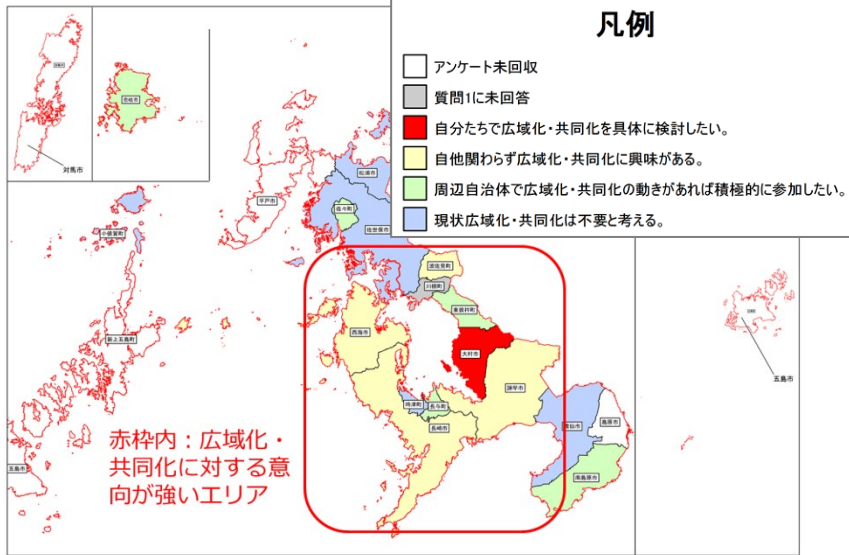 凡例
アンケート未回収
質問1に未回答
自分たちで広域化・共同化を具体に検討したい。
自他関わらず広域化・共同化に興味がある。
周辺自治体で広域化・共同化の動きがあれば積極的に参加したい。
現状広域化・共同化は不要と考える。
対馬市
壱岐市
松浦市
平戸市
佐々町
佐世保市
小値賀町
波佐見町
川棚町
東彼杵町
新上五島町
西海市
大村市
諫早市
五島市
時津町
長与町
長崎市
雲仙市
島原市
南島原市
五島市
赤枠内：広域化・
共同化に対する意
向が強いエリア